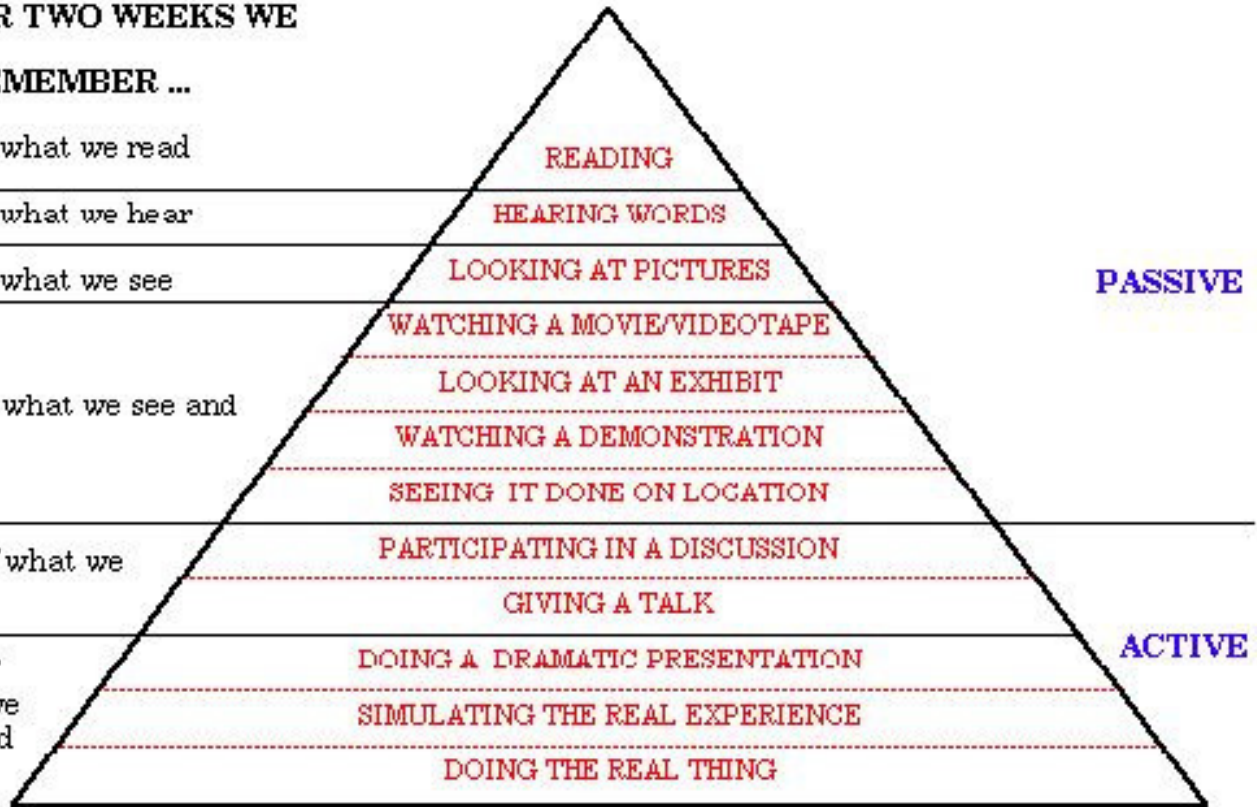 R TWO WEEKS WE
EMEMBER ...
what we read
READING
what we hear
HEARING WORDS
what we see
LOOKING AT PICTURES
PASSIVE
WATCHING A MOVIE/VIDEOTAPE
LOOKING AT AN EXHIBIT
what we see and
WATCHING A DEMONSTRATION
SEEING IT DONE ON LOCATION
PARTICIPATING IN A DISCUSSION
what we
GIVING A TALK
ACTIVE
DOING A DRAMATIC PRESENTATION
SIMULATING THE REAL EXPERIENCE
DOING THE REAL THING